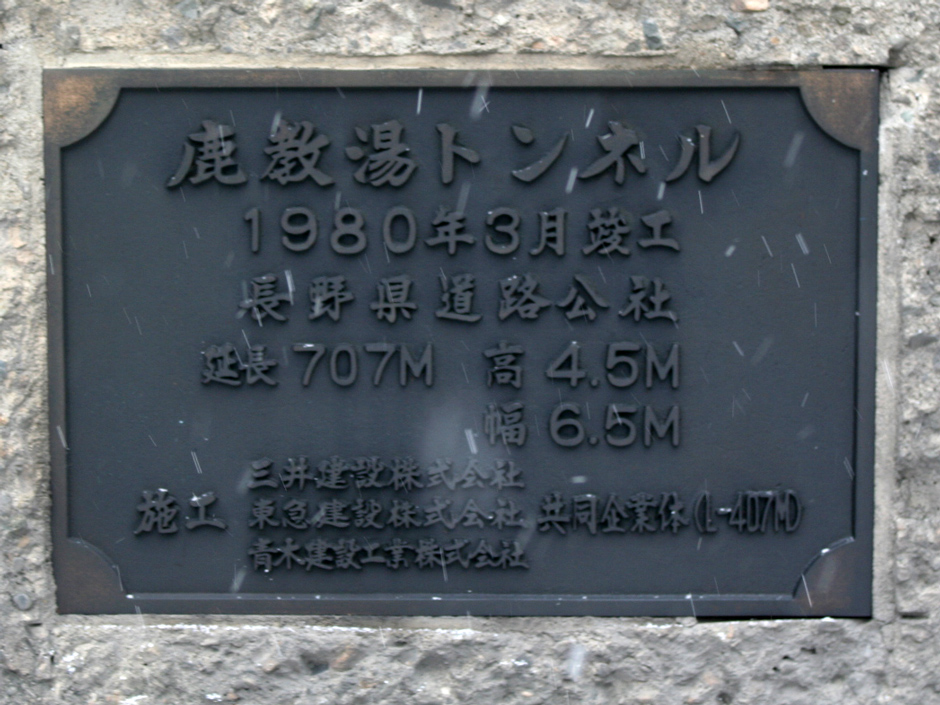 鹿教湯トンネル
1980年3月竣工
長野県道路公社
延長 707M 高 4.5M
幅 6.5M
三井建設株式会社
施工 東急建設株式会社 共同企業体(L-407M)
青木建設工業株式会社